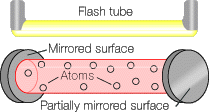 Flash tube
Mirrored surface
Atoms
Partially mirrored surface